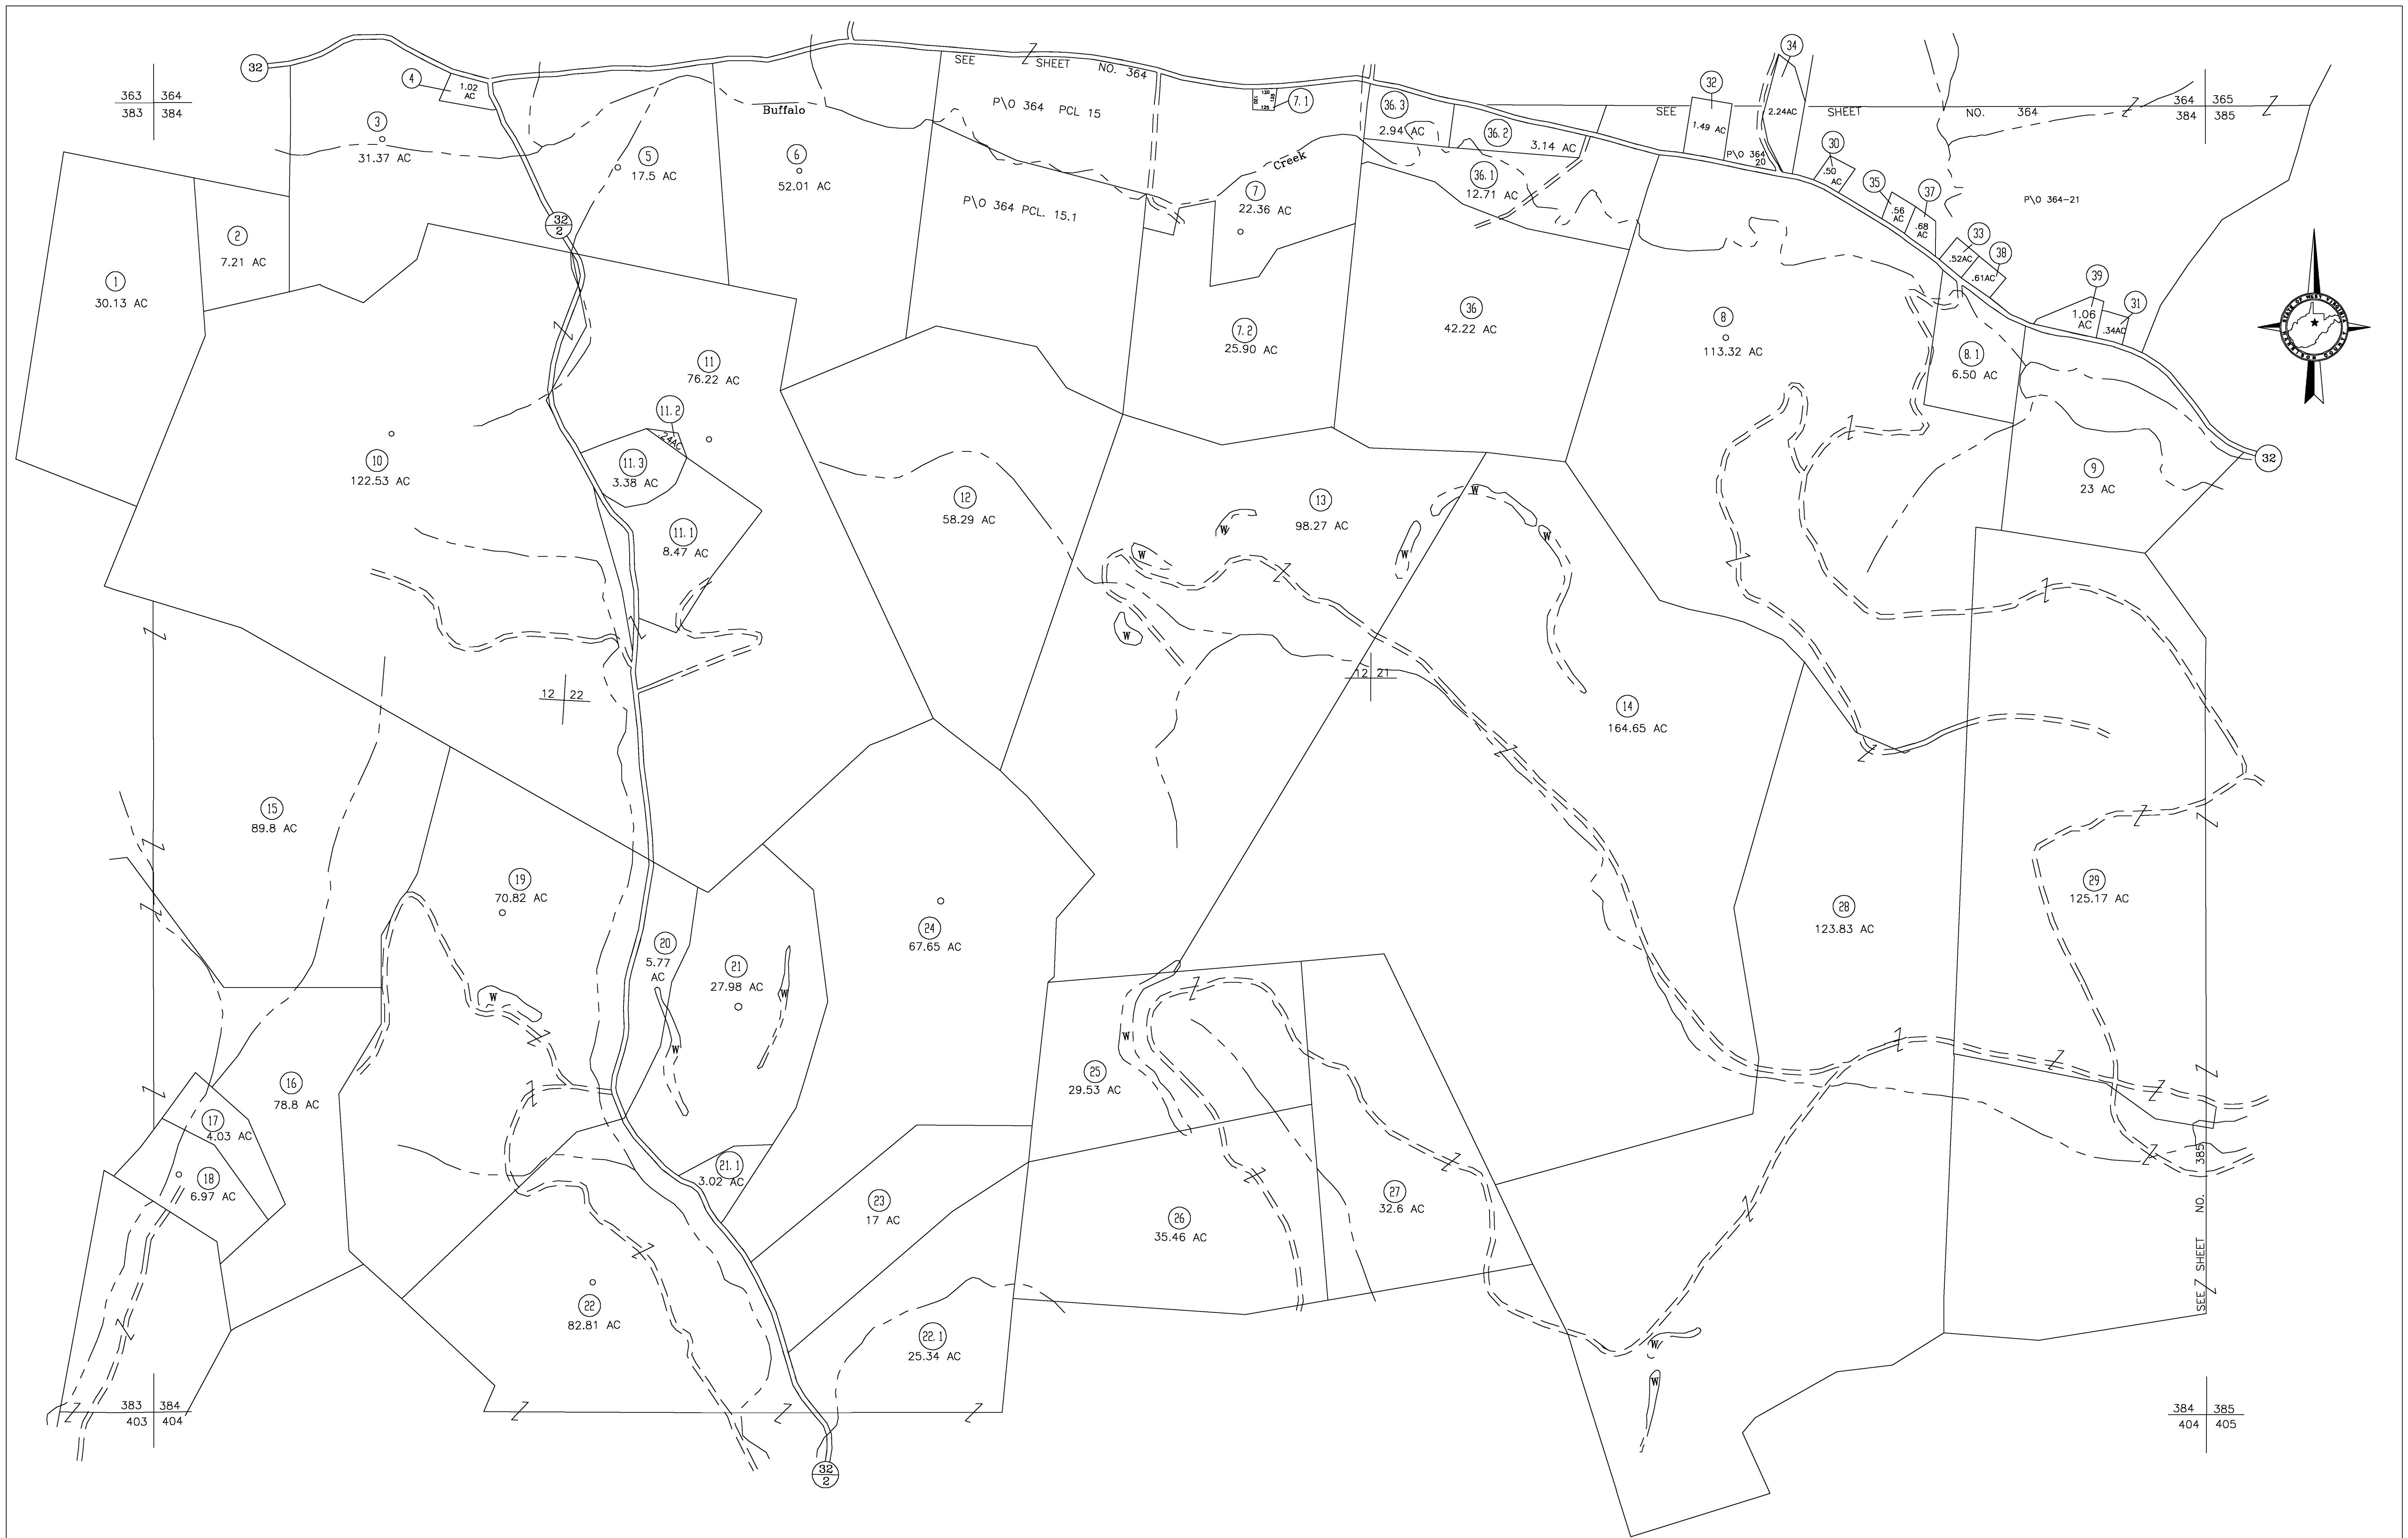 32
34
4
32
SEE SHEET NO. 364
363 364
383 384
1.02
AC
Buffalo
P\O 364 PCL 15
120
120
7.1
36.3
SEE SHEET NO. 364
2.24AC
364 365
384 385
3
31.37 AC
5
17.5 AC
6
52.01 AC
2.94 AC
36.2
3.14 AC
1.49 AC
P\O 364
20
30
.50
AC
Creek
7
22.36 AC
36.1
12.71 AC
35
.56
AC
37
.68
AC
P\O 364-21
P\O 364 PCL. 15.1
32
2
2
7.21 AC
33
.52AC
38
.61AC
1
30.13 AC
39
1.06
AC
31
.34AC
STATE OF WEST VIRGINIA
HARRISON COUNTY
7.2
25.90 AC
36
42.22 AC
8
113.32 AC
8.1
6.50 AC
11
76.22 AC
11.2
.24AC
10
122.53 AC
11.3
3.38 AC
12
58.29 AC
13
98.27 AC
9
23 AC
32
11.1
8.47 AC
W
W
W
W
W
W
12 22
12 21
14
164.65 AC
15
89.8 AC
19
70.82 AC
20
5.77
AC
21
27.98 AC
24
67.65 AC
28
123.83 AC
29
125.17 AC
W
W
W
W
16
78.8 AC
17
4.03 AC
18
6.97 AC
25
29.53 AC
21.1
3.02 AC
23
17 AC
26
35.46 AC
27
32.6 AC
SEE SHEET NO. 385
22
82.81 AC
22.1
25.34 AC
W
W
383 384
403 404
384 385
404 405
32
2